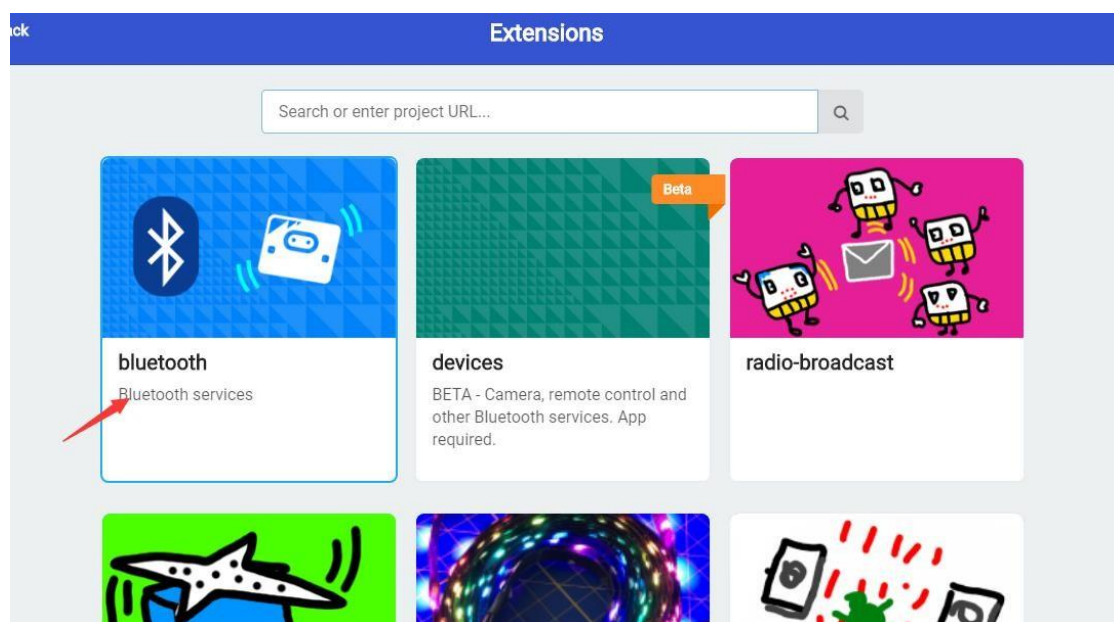 Extensions
Search or enter project URL...
Beta
bluetooth
Bluetooth services
devices
BETA - Camera, remote control and
other Bluetooth services. App
required.
radio-broadcast